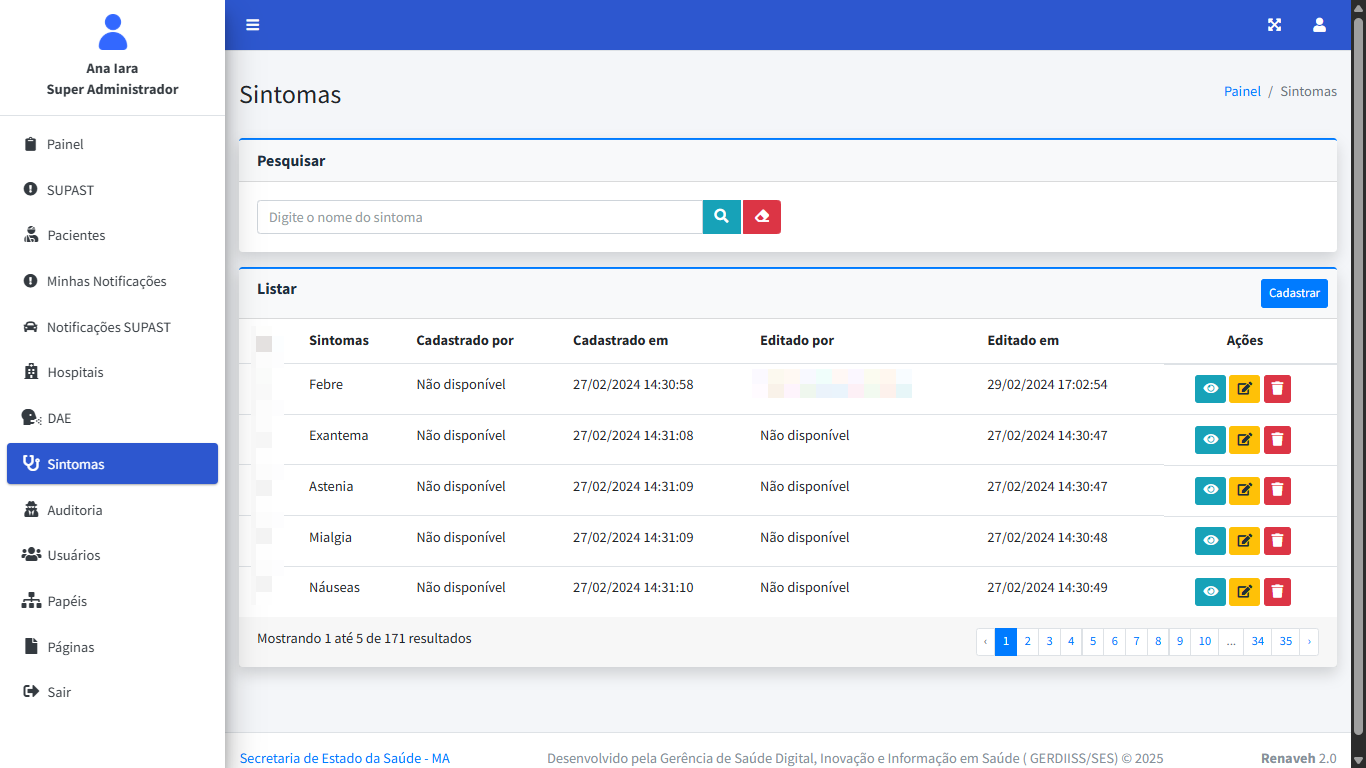 Ana Iara
Super Administrador
Painel
SUPAST
Pacientes
Minhas Notificações
Notificações SUPAST
Hospitais
DAE
Sintomas
Auditoria
Usuários
Papéis
Páginas
Sair
Sintomas
Painel / Sintomas
Pesquisar
Digite o nome do sintoma
Listar
Cadastrar
Sintomas Cadastrado por Cadastrado em Editado por Editado em Ações
Febre Não disponível 27/02/2024 14:30:58 29/02/2024 17:02:54
Exantema Não disponível 27/02/2024 14:31:08 Não disponível 27/02/2024 14:30:47
Astenia Não disponível 27/02/2024 14:31:09 Não disponível 27/02/2024 14:30:47
Mialgia Não disponível 27/02/2024 14:31:09 Não disponível 27/02/2024 14:30:48
Náuseas Não disponível 27/02/2024 14:31:10 Não disponível 27/02/2024 14:30:49
Mostrando 1 até 5 de 171 resultados
‹ 1 2 3 4 5 6 7 8 9 10 ... 34 35 ›
Secretaria de Estado da Saúde - MA
Desenvolvido pela Gerência de Saúde Digital, Inovação e Informação em Saúde ( GERDIISS/SES) © 2025
Renaveh 2.0